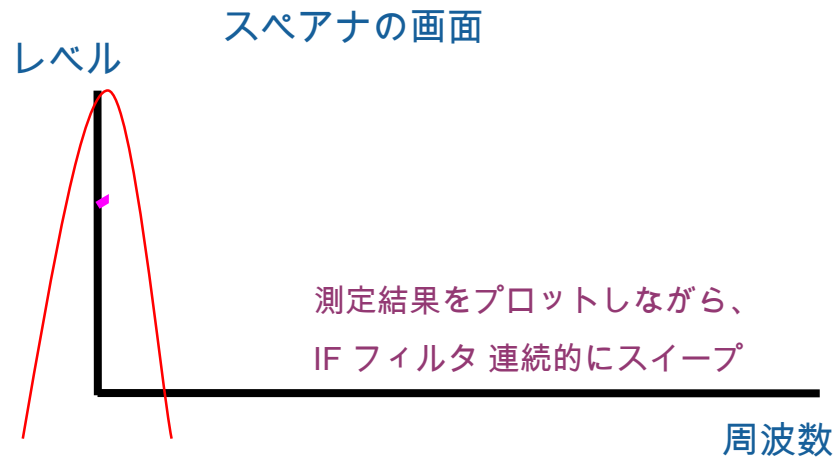 スペアナの画面
レベル
測定結果をプロットしながら、
IF フィルタ 連続的にスイープ
周波数